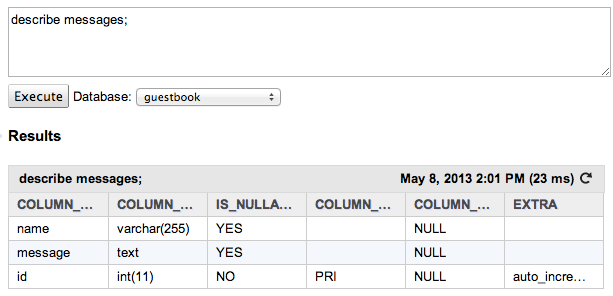 describe messages;
Execute Database: guestbook
Results
describe messages; May 8, 2013 2:01 PM (23 ms)
COLUMN_... COLUMN_... IS_NULLA... COLUMN_... COLUMN_... EXTRA
name varchar(255) YES NULL
message text YES NULL
id int(11) NO PRI NULL auto_incre...